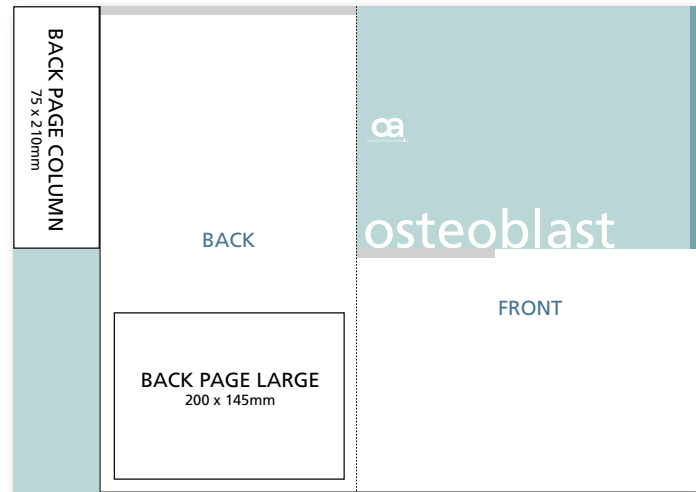 BACK PAGE COLUMN
75 x 210mm
BACK
BACK PAGE LARGE
200 x 145mm
oa
osteoblast
FRONT